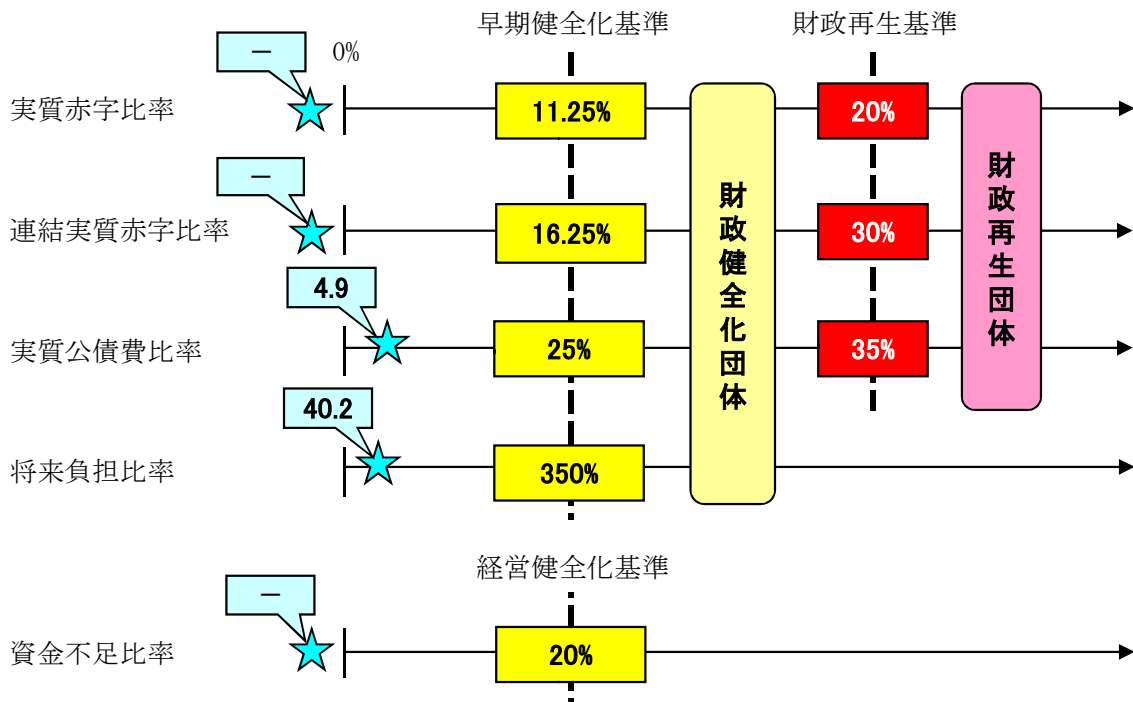 早期健全化基準
財政再生基準
－
0%
実質赤字比率
11.25%
20%
－
連結実質赤字比率
16.25%
30%
財政健全化団体
財政再生団体
4.9
実質公債費比率
25%
35%
40.2
将来負担比率
350%
経営健全化基準
－
資金不足比率
20%